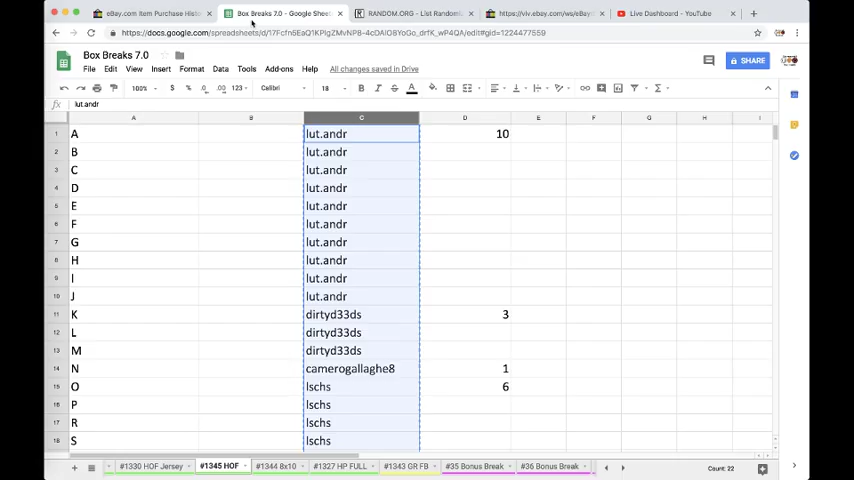 eBay.com Item Purchase Histo
Box Breaks 7.0 - Google Sheet
RANDOM.ORG - List Randomi
https://viv.ebay.com/ws/eBay
Live Dashboard - YouTube
Box Breaks 7.0
File Edit View Insert Format Data Tools Add-ons Help All changes saved in Drive
SHARE
100% $ % .0 .00 123 Calibri 18 B I S A
fx lut.andr
A B C D E F G H I
1 A lut.andr 10
2 B lut.andr
3 C lut.andr
4 D lut.andr
5 E lut.andr
6 F lut.andr
7 G lut.andr
8 H lut.andr
9 I lut.andr
10 J lut.andr
11 K dirtyd33ds 3
12 L dirtyd33ds
13 M dirtyd33ds
14 N camerogallaghe8 1
15 O lschs 6
16 P lschs
17 R lschs
18 S lschs
#1330 HOF Jersey #1345 HOF #1344 8x10 #1327 HP FULL #1343 GR FB #35 Bonus Break #36 Bonus Break Count: 22